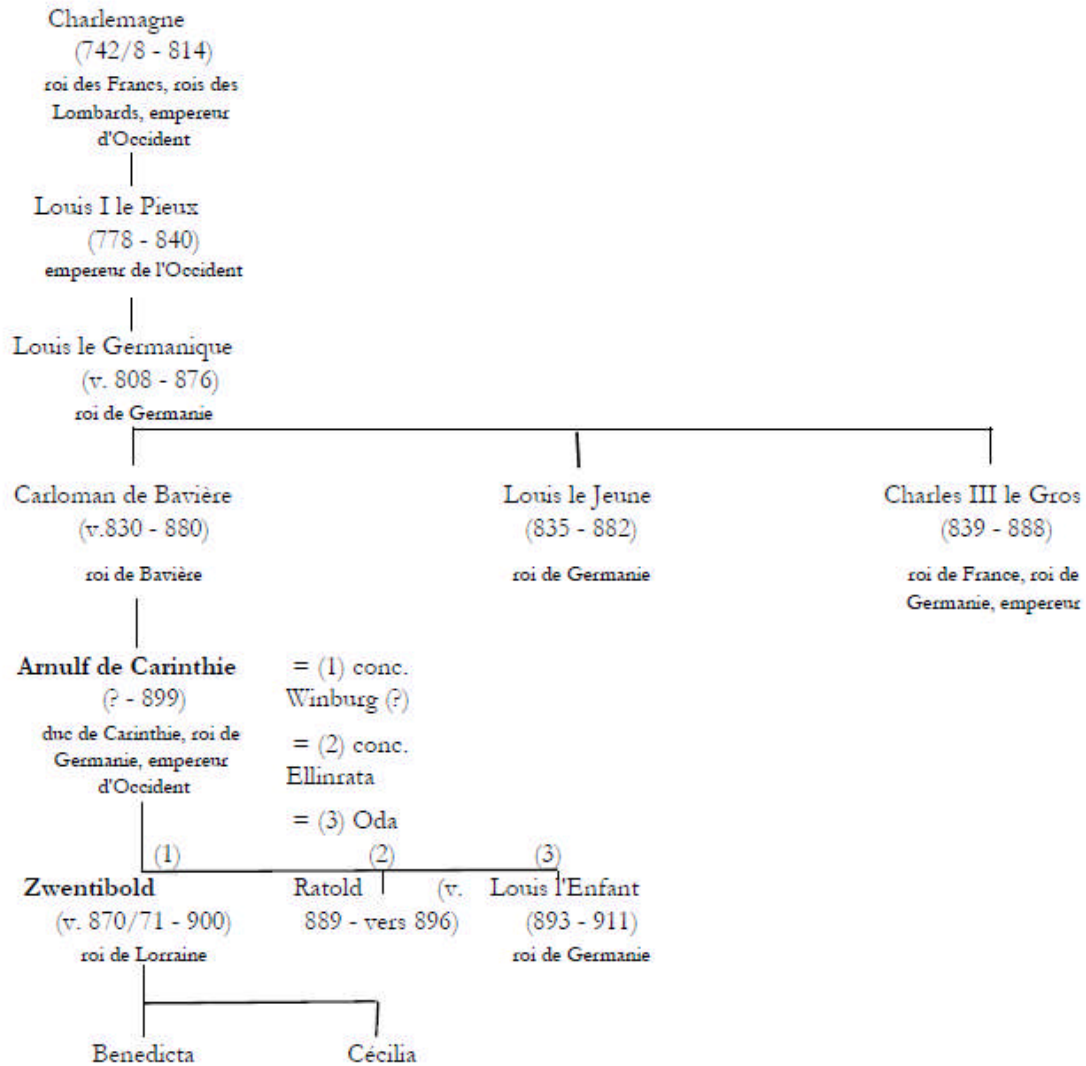 Charlemagne
(742/8 - 814)
roi des Francs, rois des
Lombards, empereur
d'Occident
Louis I le Pieux
(778 - 840)
empereur de l'Occident
Louis le Germanique
(v. 808 - 876)
roi de Germanie
Carloman de Bavière
(v.830 - 880)
roi de Bavière
Louis le Jeune
(835 - 882)
roi de Germanie
Charles III le Gros
(839 - 888)
roi de France, roi de
Germanie, empereur
Arnulf de Carinthie
(? - 899)
duc de Carinthie, roi de
Germanie, empereur
d'Occident
= (1) conc.
Winburg (?)
= (2) conc.
Ellinrata
= (3) Oda
(1) (2) (3)
Zwentibold
(v. 870/71 - 900)
roi de Lorraine
Ratold (v.
889 - vers 896)
Louis l'Enfant
(893 - 911)
roi de Germanie
Benedicta
Cécilia